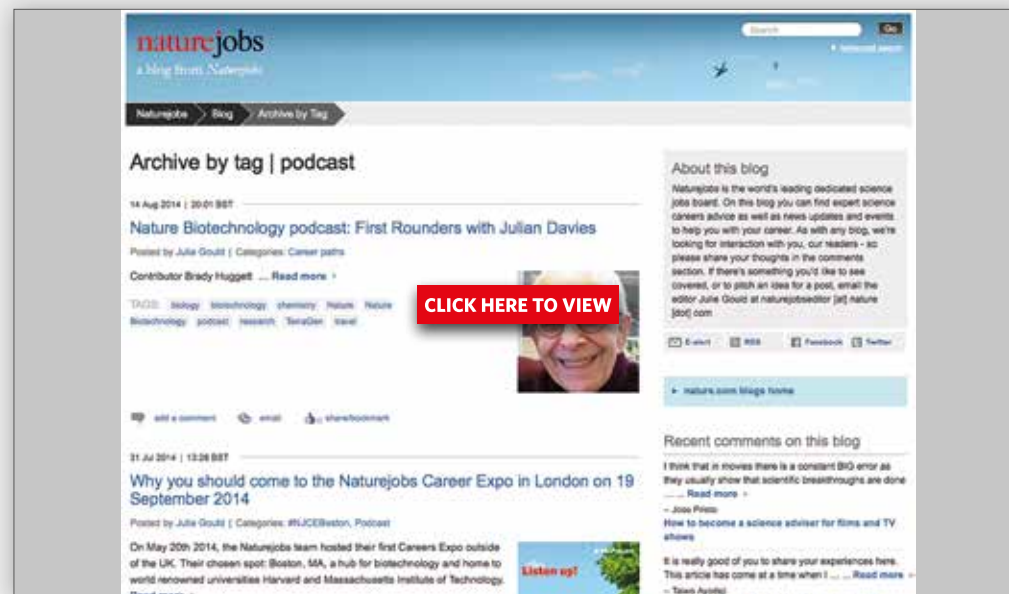 naturejobs
a blog from Naturejobs
Search
Go
Advanced search
Naturejobs
Blog
Archive by Tag
Archive by tag | podcast
14 Aug 2014 | 20:01 BST
Nature Biotechnology podcast: First Rounders with Julian Davies
Posted by Julie Gould | Categories: Career paths
Contributor Brady Huggett ... Read more
TAGS: biology biotechnology chemistry Nature Nature
Biotechnology podcast research TerraGen travel
CLICK HERE TO VIEW
add a comment email share/bookmark
31 Jul 2014 | 13:26 BST
Why you should come to the Naturejobs Career Expo in London on 19
September 2014
Posted by Julie Gould | Categories: #NJCEBoston, Podcast
On May 20th 2014, the Naturejobs team hosted their first Careers Expo outside
of the UK. Their chosen spot: Boston, MA, a hub for biotechnology and home to
world renowned universities Harvard and Massachusetts Institute of Technology.
Read more
Listen up!
About this blog
Naturejobs is the world's leading dedicated science
jobs board. On this blog you can find expert science
careers advice as well as news updates and events
to help you with your career. As with any blog, we're
looking for interaction with you, our readers - so
please share your thoughts in the comments
section. If there's something you'd like to see
covered, or to pitch an idea for a post, email the
editor Julie Gould at naturejobseditor [at] nature
[dot] com
E-alert RSS Facebook Twitter
nature.com blogs home
Recent comments on this blog
I think that in movies there is a constant BIG error as
they usually show that scientific breakthroughs are done
... ... Read more
– Jose Prieto
How to become a science adviser for films and TV
shows
It is really good of you to share your experiences here.
This article has come at a time when I ... ... Read more